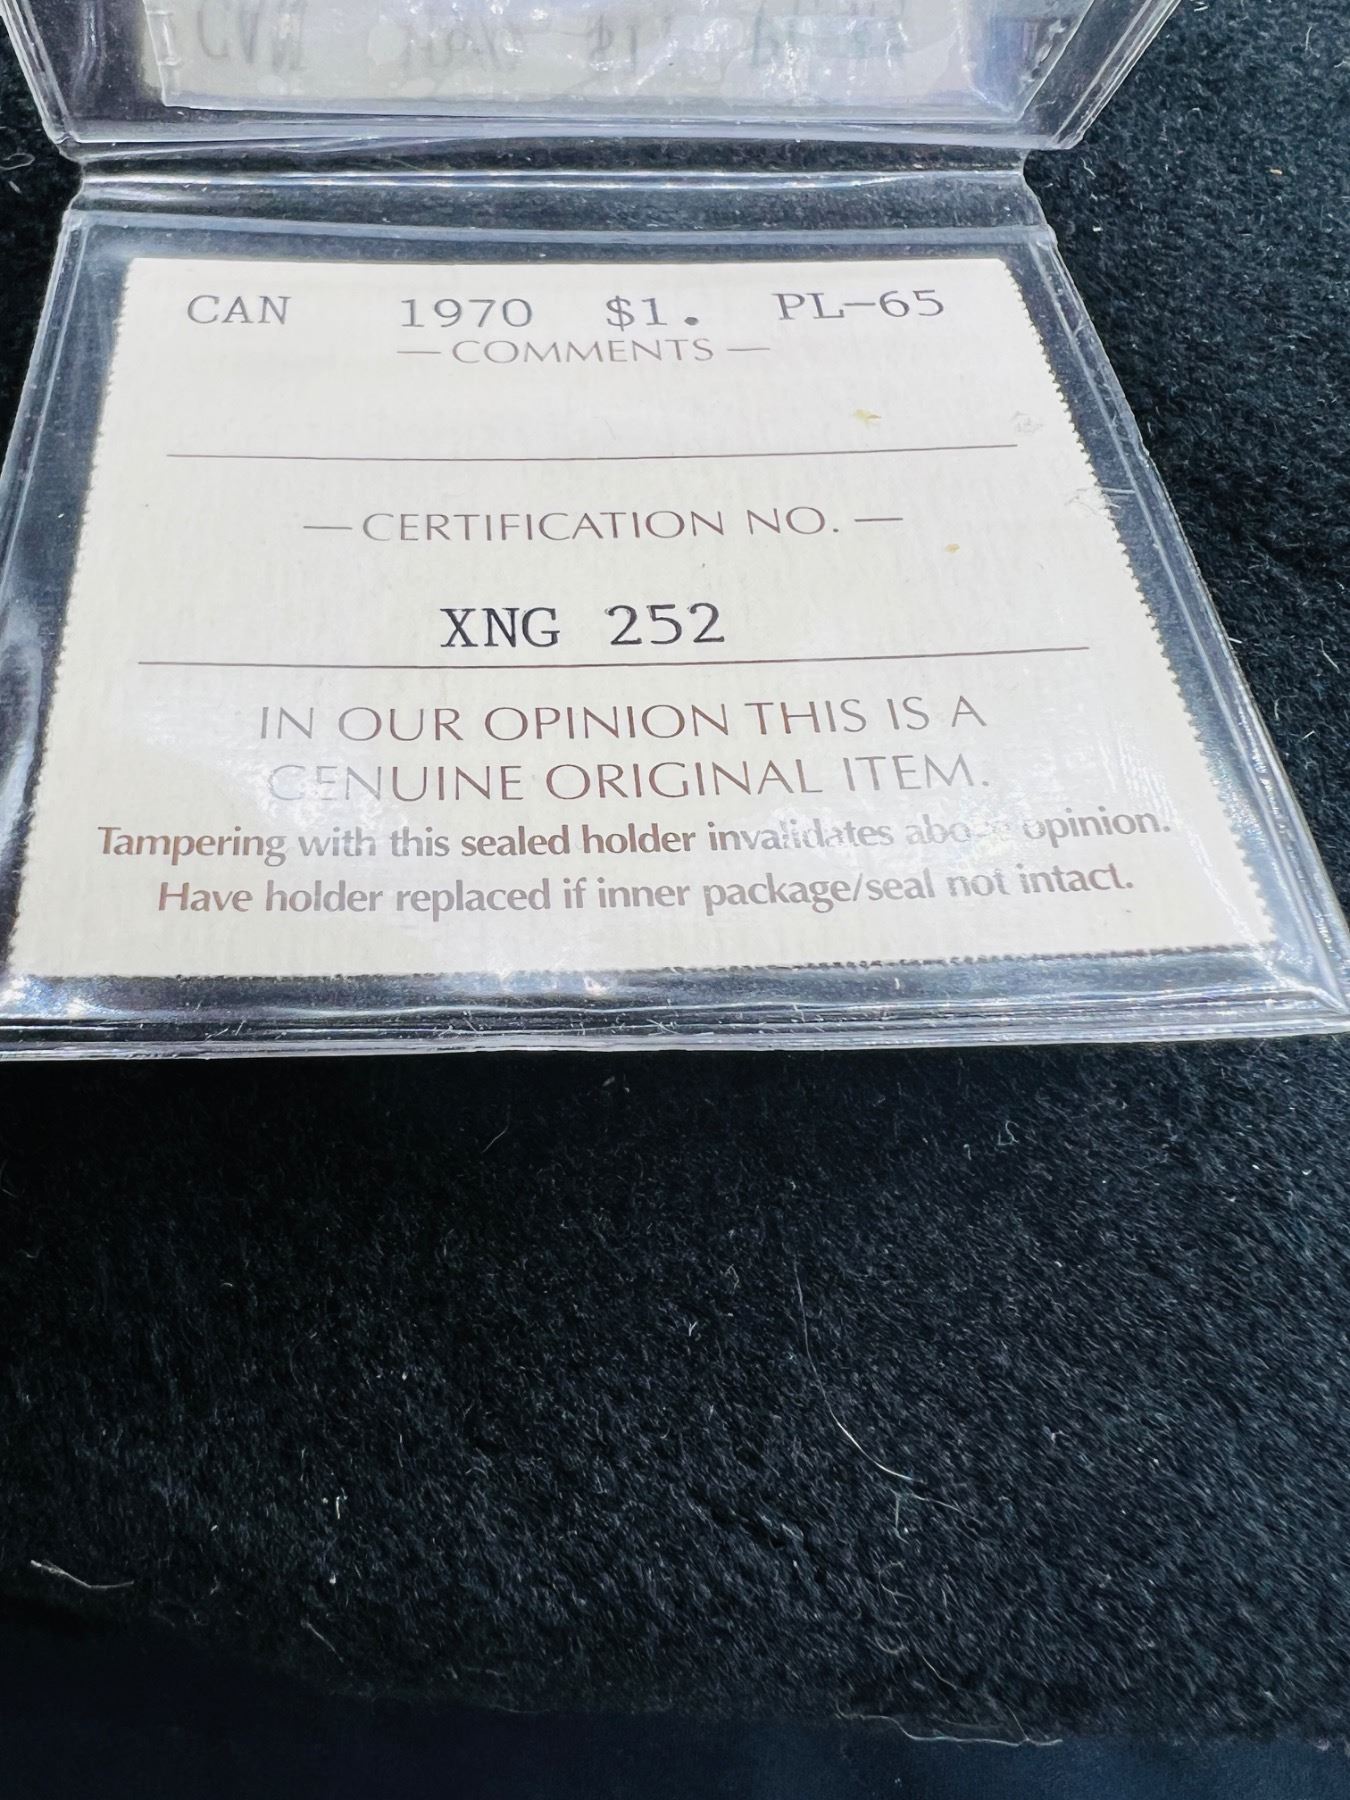 CAN 1970 $1. PL-65
— COMMENTS —
— CERTIFICATION NO. —
XNG 252
IN OUR OPINION THIS IS A
GENUINE ORIGINAL ITEM.
Tampering with this sealed holder invalidates above opinion.
Have holder replaced if inner package/seal not intact.